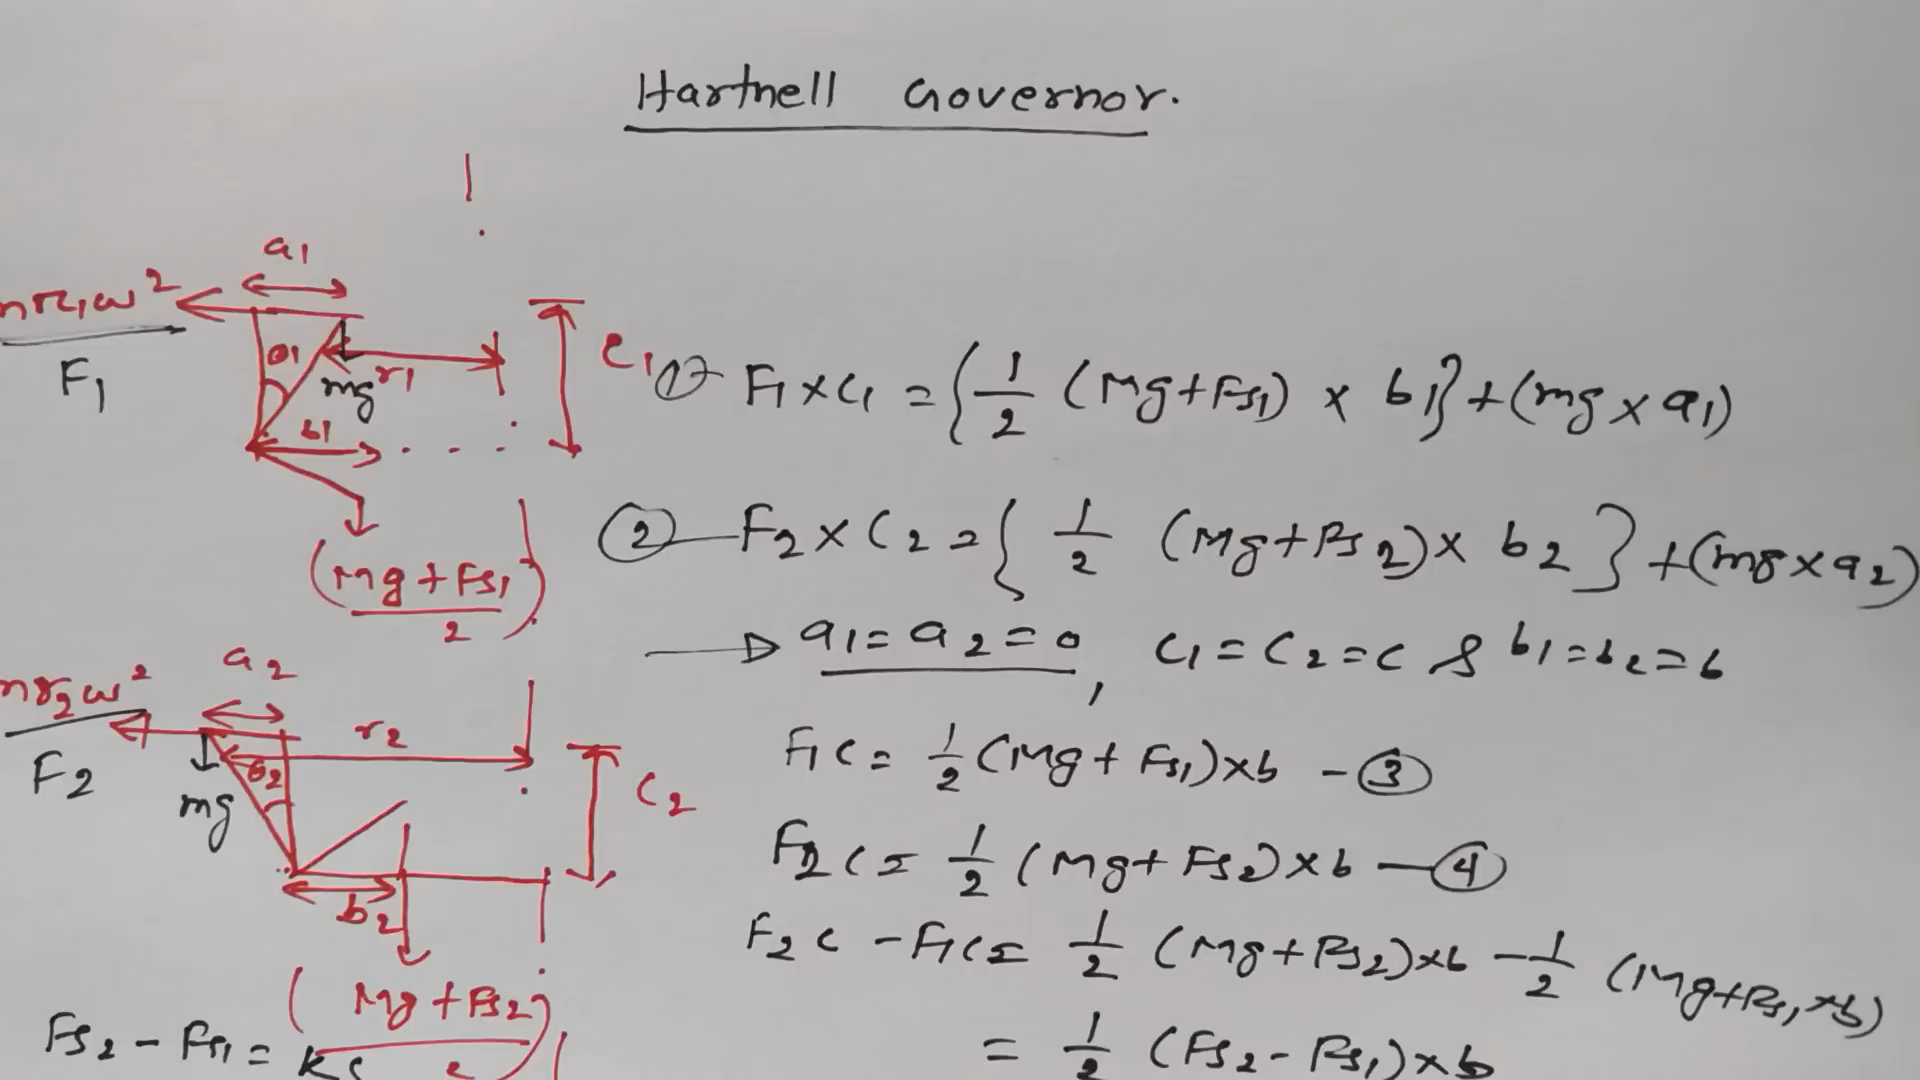 Hartnell Governor.
a1
mr1ω²
F1
θ1
mg
r1
b1
c1
(Mg+Fs1)
2
1) F1×c1 = {1/2 (Mg+Fs1) × b1}+(mg×a1)
2 — F2×C2 = {1/2 (Mg+Fs2)× b2}+(mg×a2)
→ a1=a2=0, C1=C2=C & b1=b2=b
F1C = 1/2 (Mg+Fs1)×b - 3
F2C = 1/2 (Mg+Fs2)×b — 4
F2C - F1C = 1/2 (Mg+Fs2)×b - 1/2 (Mg+Fs1×b)
= 1/2 (Fs2-Fs1)×b
a2
mr2ω²
F2
θ2
mg
r2
C2
b2
(Mg+Fs2)
2
Fs2 - Fs1 =